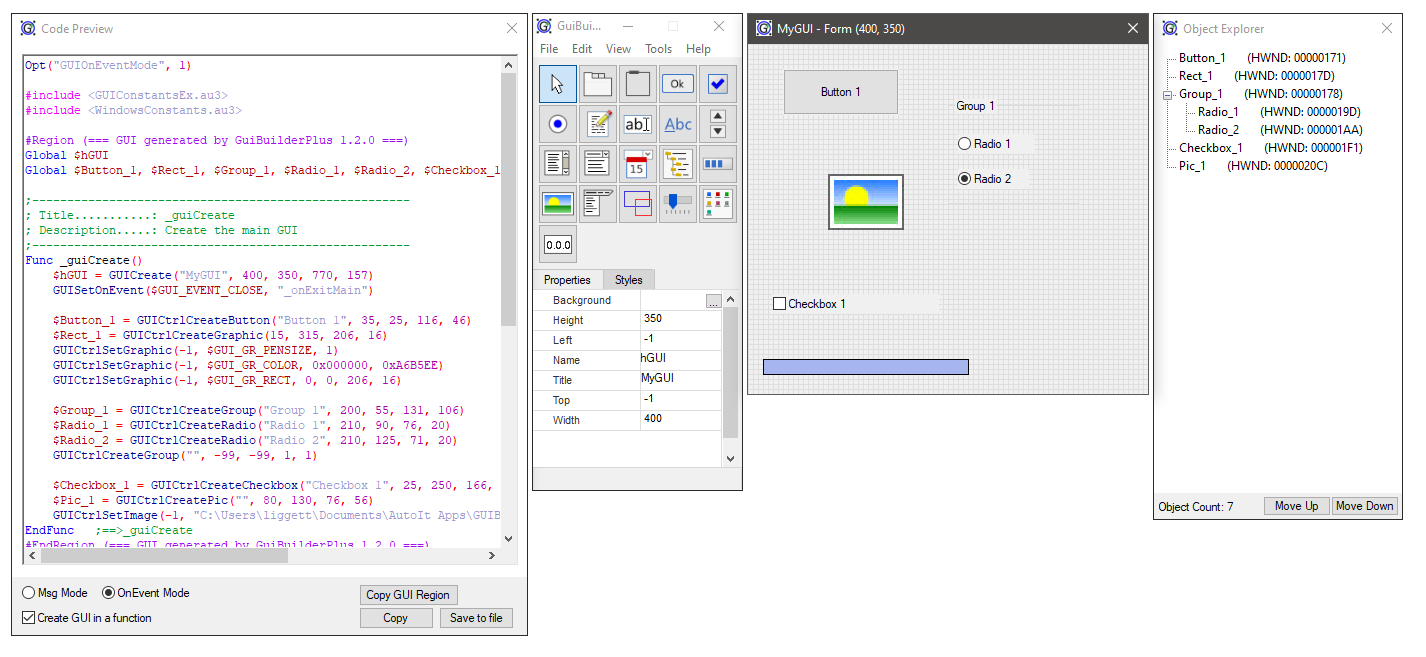 Code Preview
Opt("GUIOnEventMode", 1)
#include <GUIConstantsEx.au3>
#include <WindowsConstants.au3>
#Region (=== GUI generated by GuiBuilderPlus 1.2.0 ===)
Global $hGUI
Global $Button_1, $Rect_1, $Group_1, $Radio_1, $Radio_2, $Checkbox_1
;------------------------------------------------------
; Title...........: _guiCreate
; Description.....: Create the main GUI
;------------------------------------------------------
Func _guiCreate()
$hGUI = GUICreate("MyGUI", 400, 350, 770, 157)
GUISetOnEvent($GUI_EVENT_CLOSE, "_onExitMain")
$Button_1 = GUICtrlCreateButton("Button 1", 35, 25, 116, 46)
$Rect_1 = GUICtrlCreateGraphic(15, 315, 206, 16)
GUICtrlSetGraphic(-1, $GUI_GR_PENSIZE, 1)
GUICtrlSetGraphic(-1, $GUI_GR_COLOR, 0x000000, 0xA6B5EE)
GUICtrlSetGraphic(-1, $GUI_GR_RECT, 0, 0, 206, 16)
$Group_1 = GUICtrlCreateGroup("Group 1", 200, 55, 131, 106)
$Radio_1 = GUICtrlCreateRadio("Radio 1", 210, 90, 76, 20)
$Radio_2 = GUICtrlCreateRadio("Radio 2", 210, 125, 71, 20)
GUICtrlCreateGroup("", -99, -99, 1, 1)
$Checkbox_1 = GUICtrlCreateCheckbox("Checkbox 1", 25, 250, 166,
$Pic_1 = GUICtrlCreatePic("", 80, 130, 76, 56)
GUICtrlSetImage(-1, "C:\Users\liggett\Documents\AutoIt Apps\GUIB
EndFunc ;==>_guiCreate
#EndRegion (=== GUI generated by GuiBuilderPlus 1.2.0 ===)
Msg Mode OnEvent Mode
Create GUI in a function
Copy GUI Region
Copy Save to file
GuiBui...
File Edit View Tools Help
Ok
ab Abc
15
0.0.0
Properties Styles
Background ...
Height 350
Left -1
Name hGUI
Title MyGUI
Top -1
Width 400
MyGUI - Form (400, 350)
Button 1
Group 1
Radio 1
Radio 2
Checkbox 1
Object Explorer
Button_1 (HWND: 00000171)
Rect_1 (HWND: 0000017D)
Group_1 (HWND: 00000178)
Radio_1 (HWND: 0000019D)
Radio_2 (HWND: 000001AA)
Checkbox_1 (HWND: 000001F1)
Pic_1 (HWND: 0000020C)
Object Count: 7 Move Up Move Down